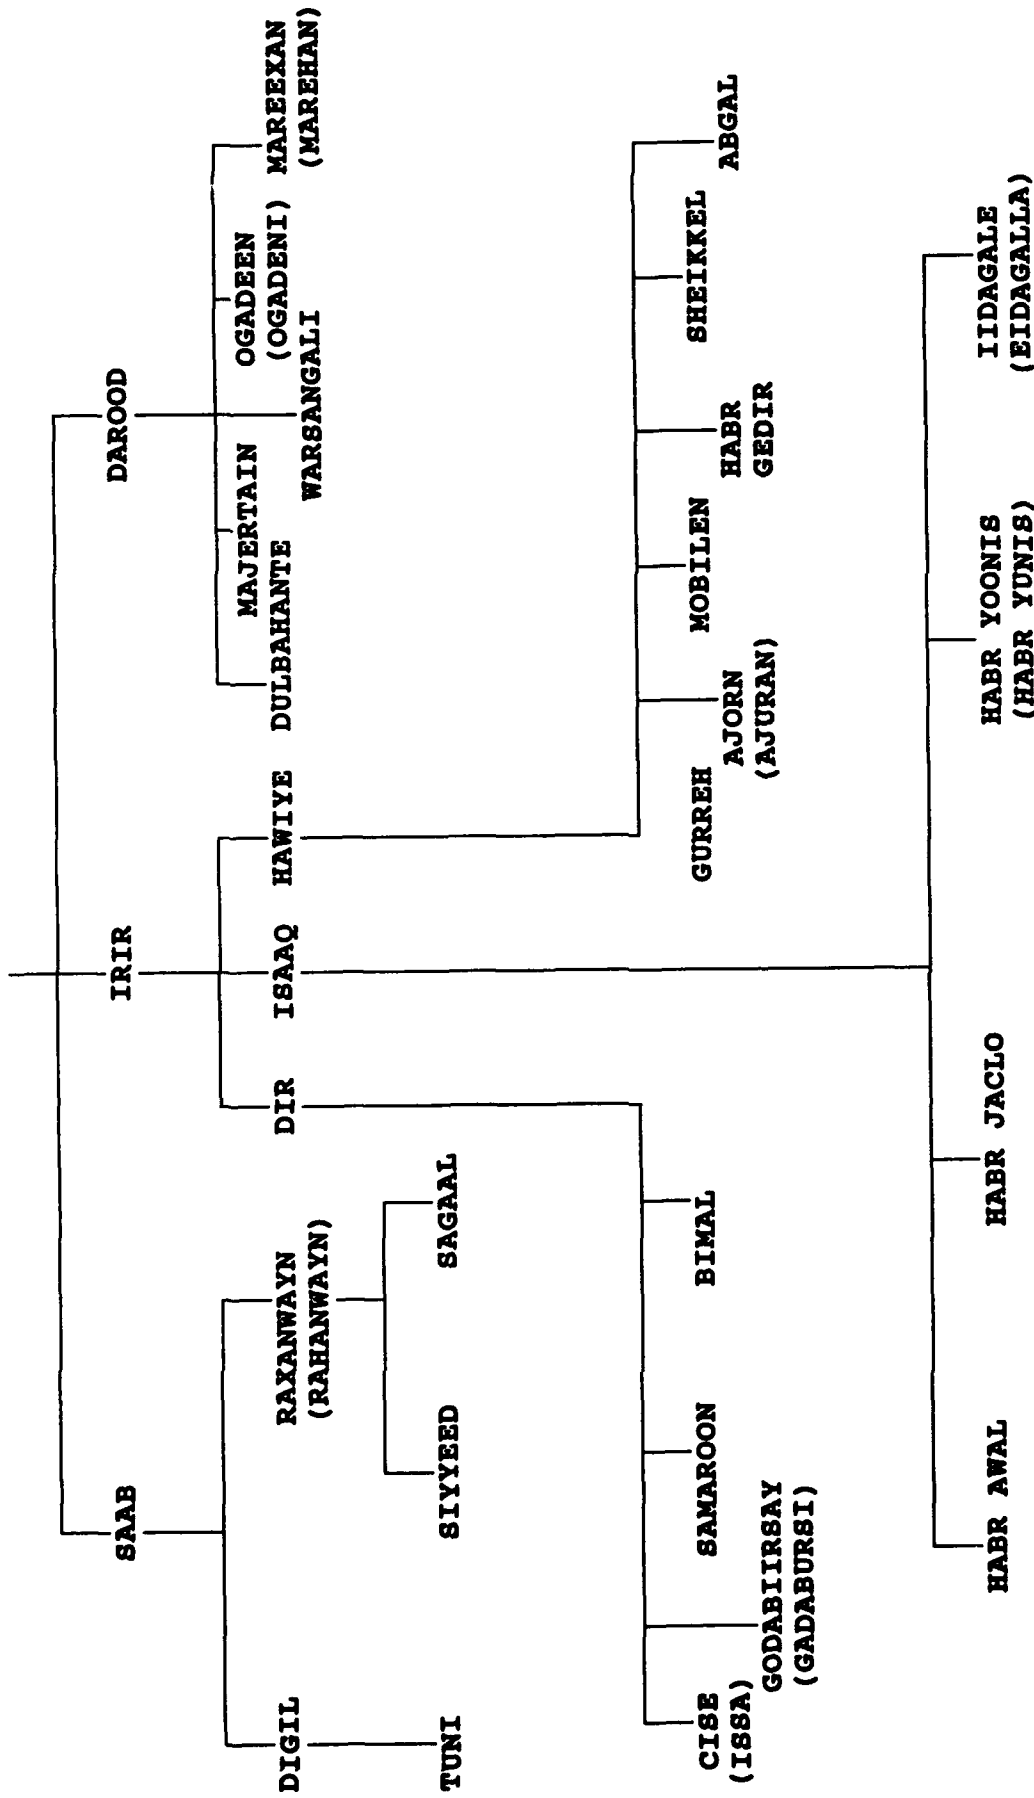 SAAB
IRIR
DAROOD
DIGIL
RAXANWAYN
(RAHANWAYN)
DIR
ISAAQ
HAWIYE
DULBAHANTE
MAJERTAIN
WARSANGALI
OGADEEN
(OGADENI)
MAREEXAN
(MAREHAN)
TUNI
SIYYEED
SAGAAL
CISE
(ISSA)
GODABIIRSAY
(GADABURSI)
SAMAROON
BIMAL
GURREH
AJORN
(AJURAN)
MOBILEN
HABR
GEDIR
SHEIKKEL
ABGAL
HABR AWAL
HABR JACLO
HABR YOONIS
(HABR YUNIS)
IIDAGALE
(EIDAGALLA)